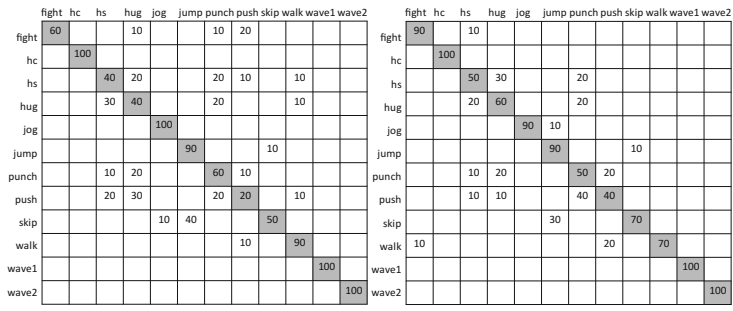 fight hc hs hug jog jump punch push skip walk wave1 wave2
fight 60 10 10 20
hc 100
hs 40 20 20 10 10
hug 30 40 20 10
jog 100
jump 90 10
punch 10 20 60 10
push 20 30 20 20 10
skip 10 40 50
walk 10 90
wave1 100
wave2 100
fight hc hs hug jog jump punch push skip walk wave1 wave2
fight 90 10
hc 100
hs 50 30 20
hug 20 60 20
jog 90 10
jump 90 10
punch 10 20 50 20
push 10 10 40 40
skip 30 70
walk 10 20 70
wave1 100
wave2 100